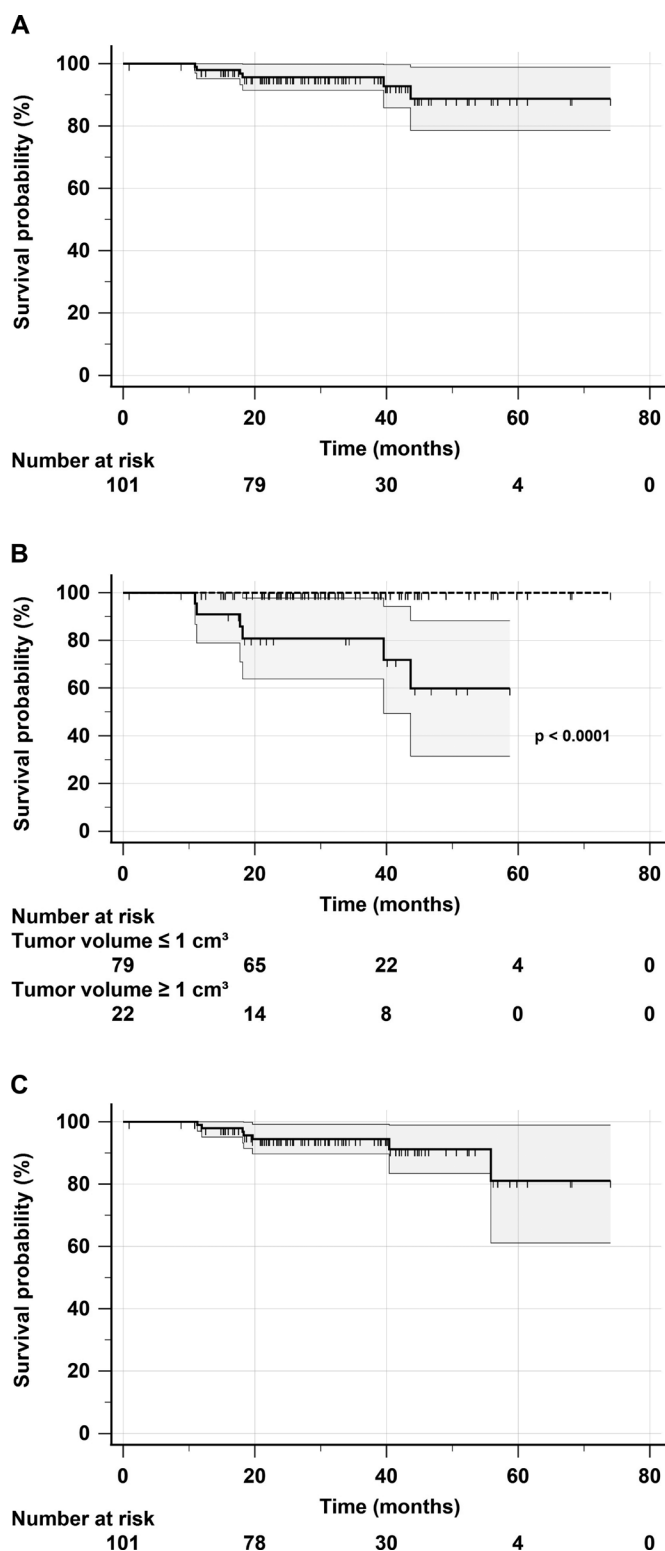 A
Survival probability (%)
100
80
60
40
20
0
0 20 40 60 80
Time (months)
Number at risk
101 79 30 4 0
B
Survival probability (%)
100
80
60
40
20
0
p < 0.0001
0 20 40 60 80
Time (months)
Number at risk
Tumor volume ≤ 1 cm³
79 65 22 4 0
Tumor volume ≥ 1 cm³
22 14 8 0 0
C
Survival probability (%)
100
80
60
40
20
0
0 20 40 60 80
Time (months)
Number at risk
101 78 30 4 0